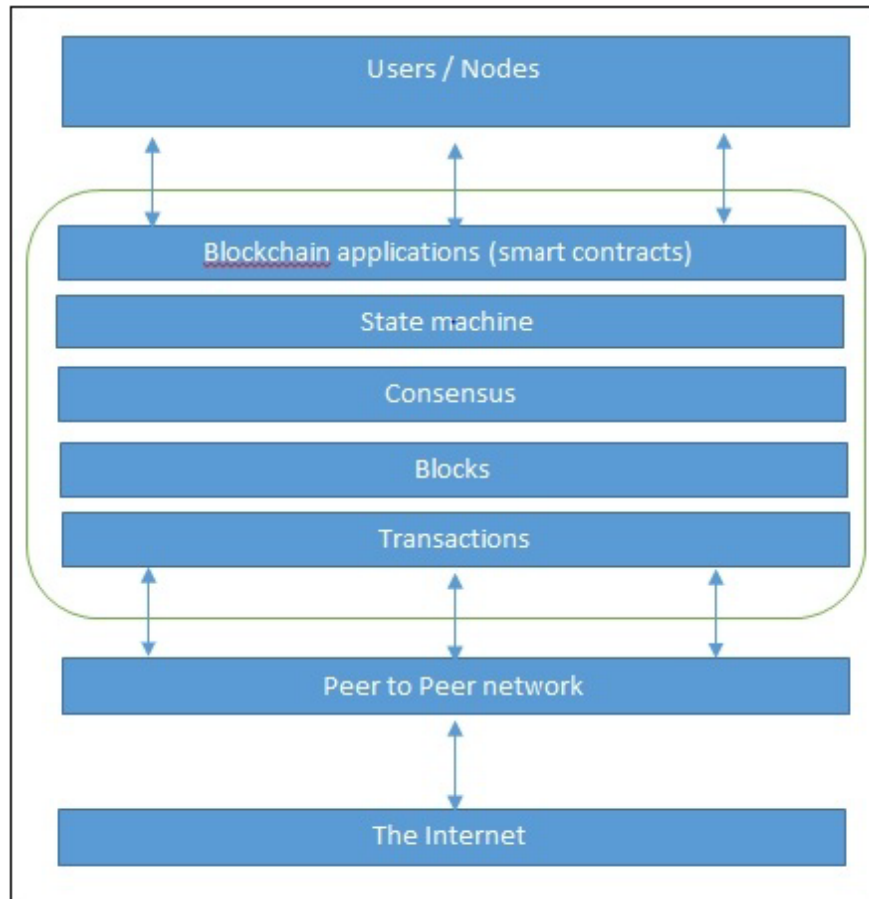 Users / Nodes
Blockchain applications (smart contracts)
State machine
Consensus
Blocks
Transactions
Peer to Peer network
The Internet